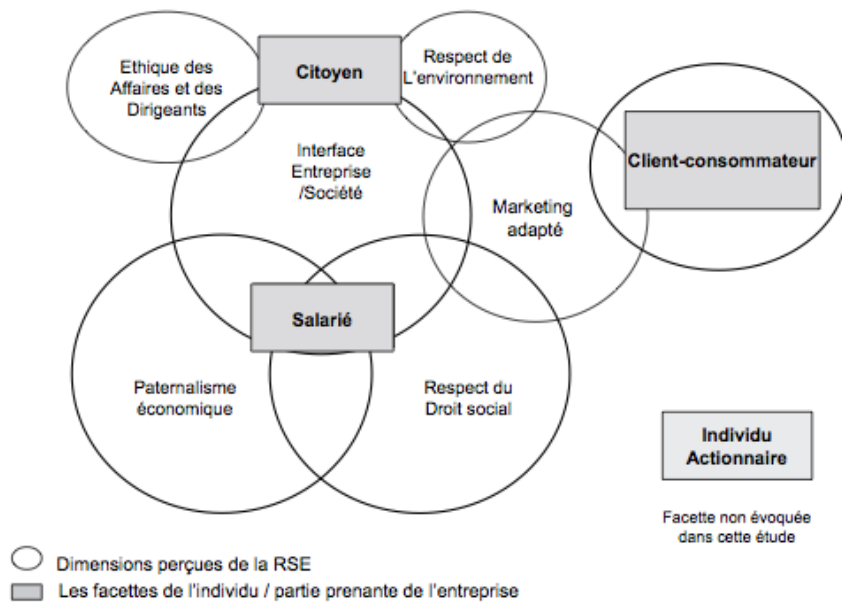 Ethique des
Affaires et des
Dirigeants
Citoyen
Respect de
L'environnement
Interface
Entreprise
/Société
Client-consommateur
Marketing
adapté
Salarié
Paternalisme
économique
Respect du
Droit social
Individu
Actionnaire
Facette non évoquée
dans cette étude
Dimensions perçues de la RSE
Les facettes de l'individu / partie prenante de l'entreprise